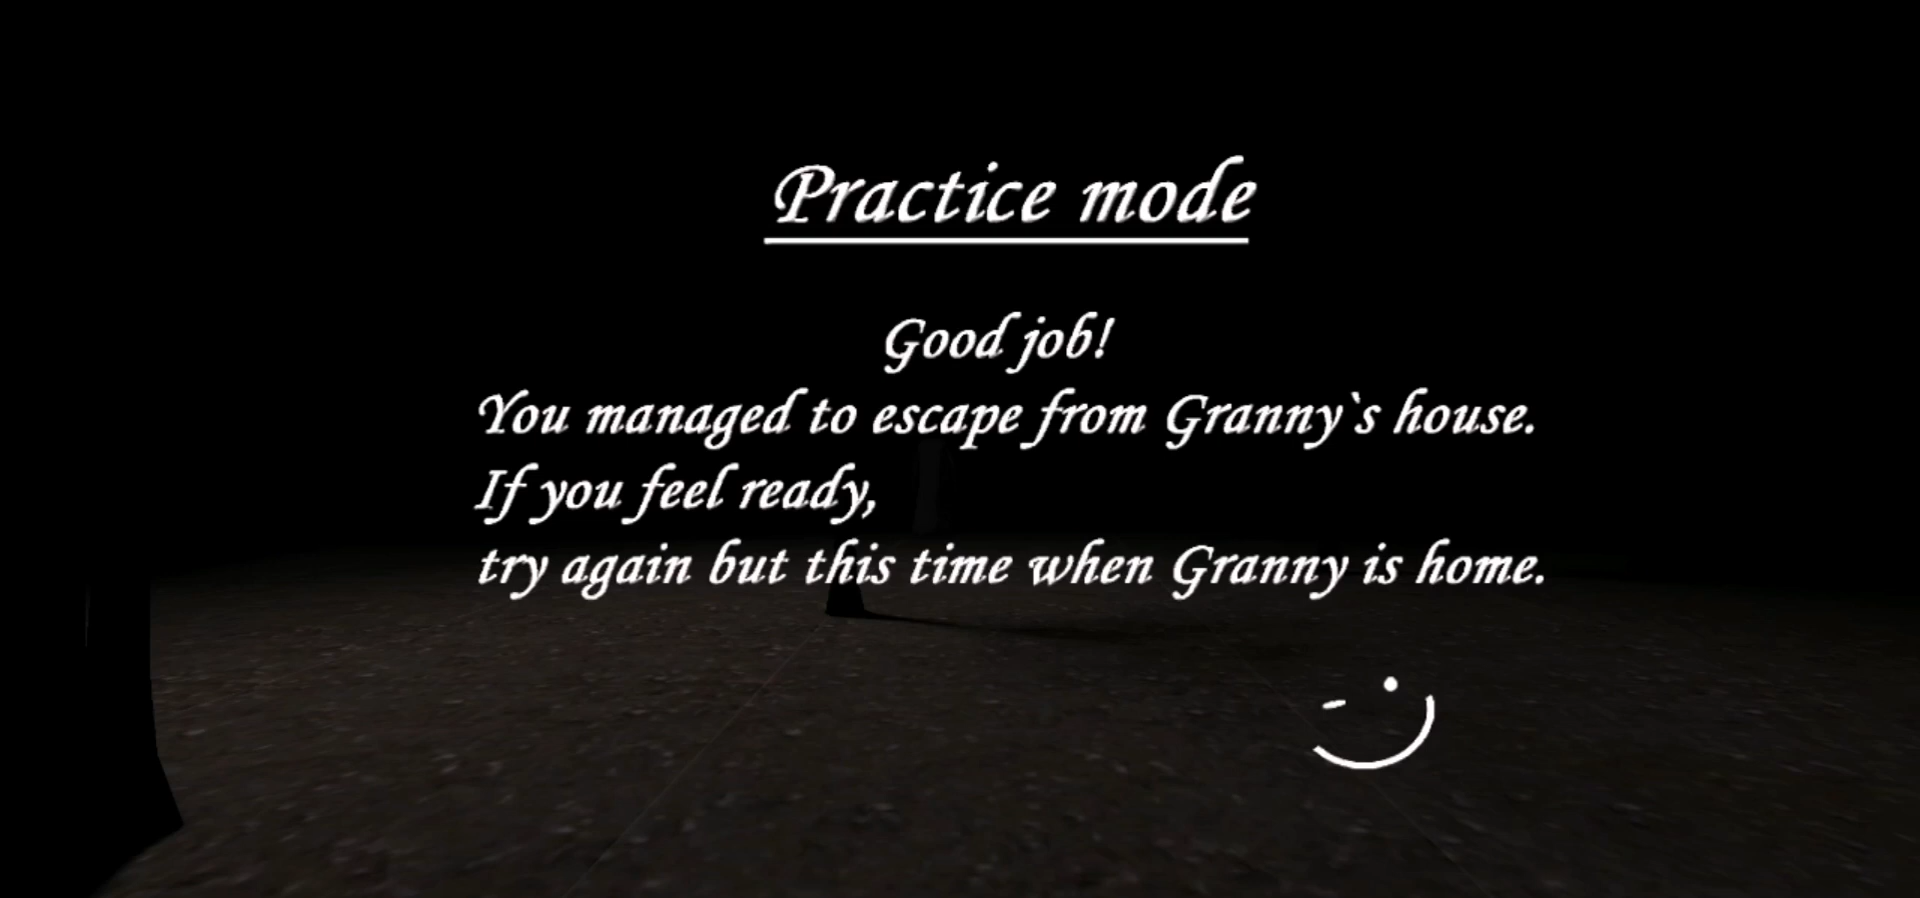 Practice mode
Good job!
You managed to escape from Granny`s house.
If you feel ready,
try again but this time when Granny is home.